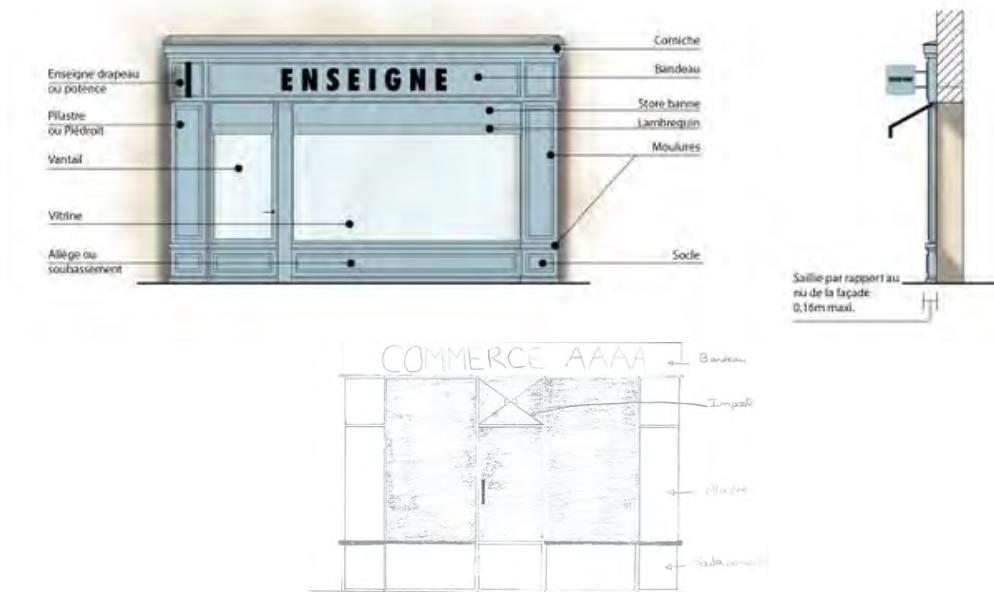 Corniche
Enseigne drapeau
ou potence
ENSEIGNE
Bandeau
Pilastre
ou Piédroit
Store banne
Lambrequin
Vantail
Moulures
Vitrine
Allège ou
soubassement
Socle
Saillie par rapport au
nu de la façade
0,16m maxi.
COMMERCE AAAA
Bandeau
Imposte